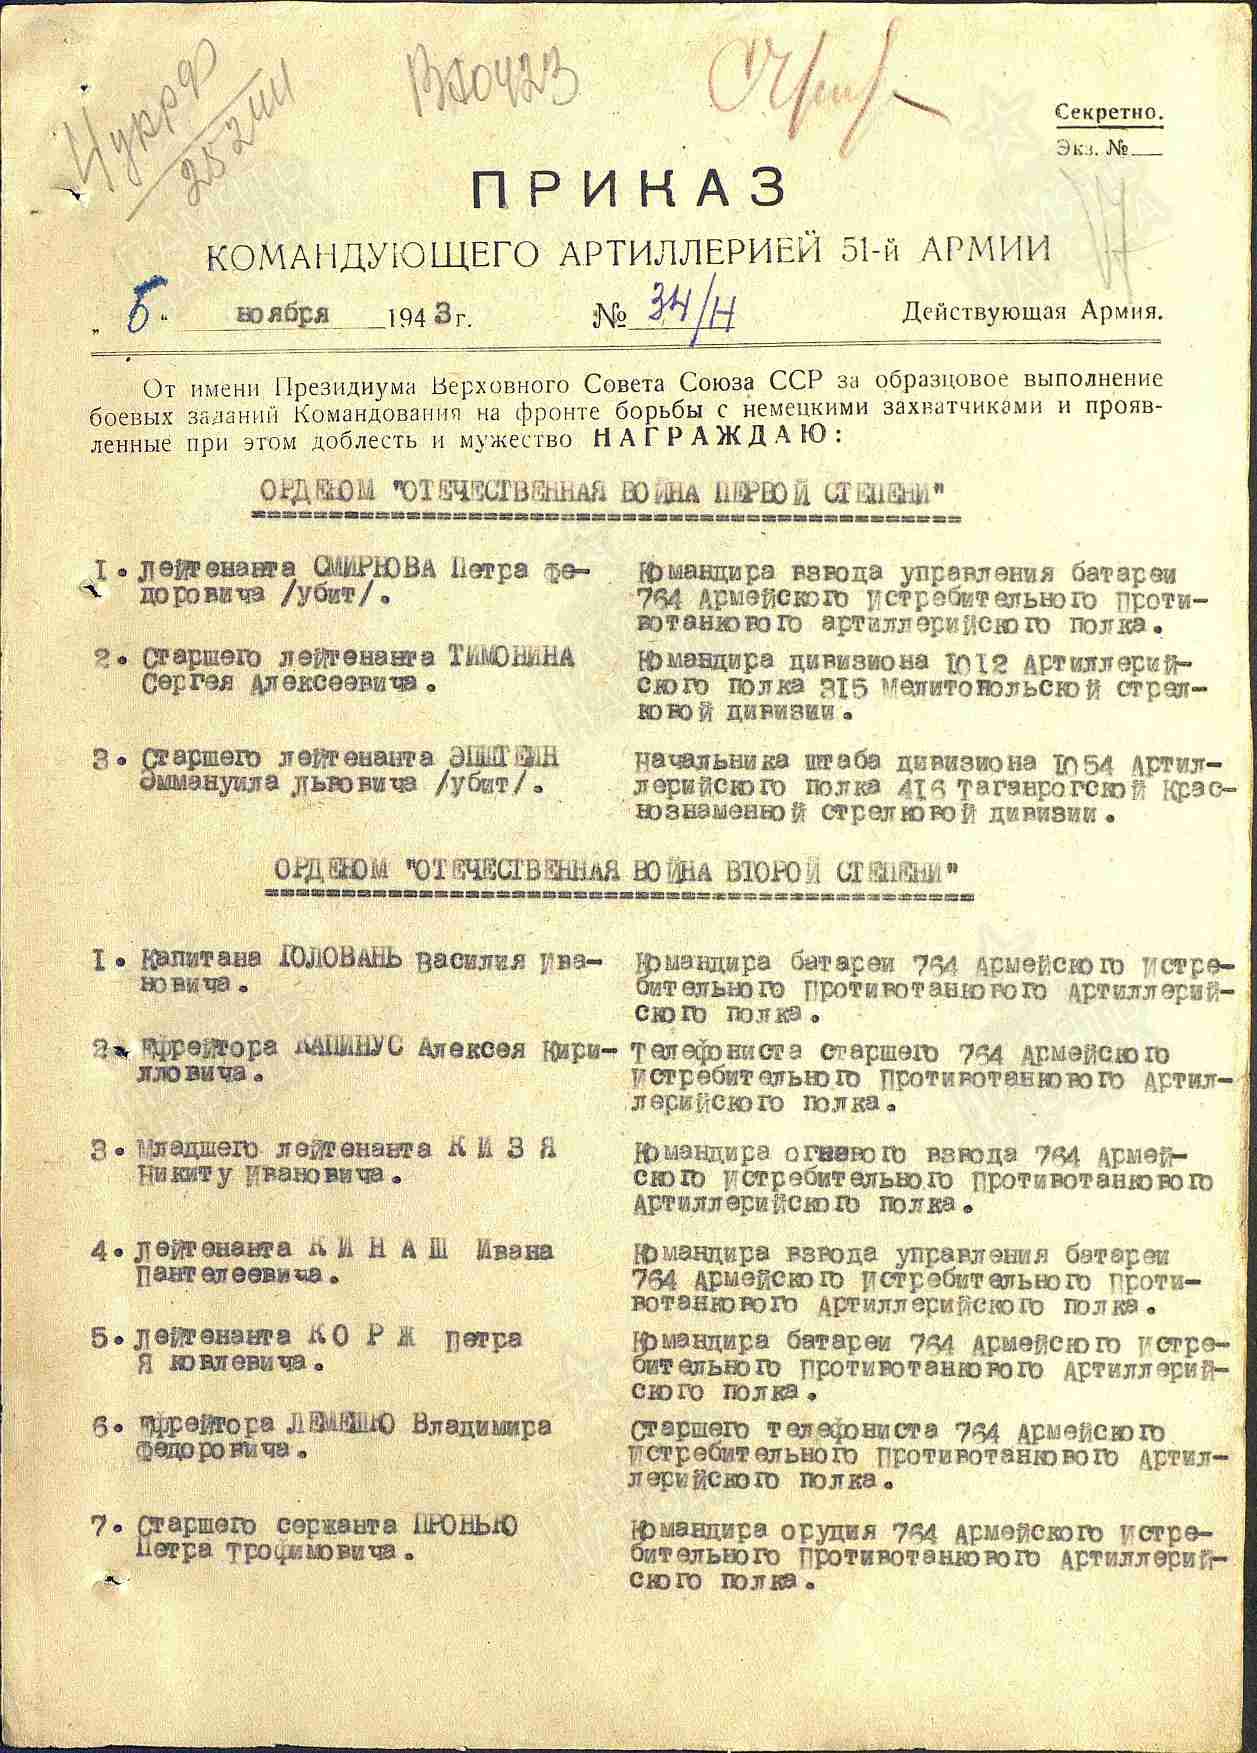 В10423
252
Секретно.
Экз. №
17
ПРИКАЗ
КОМАНДУЮЩЕГО АРТИЛЛЕРИЕЙ 51-й АРМИИ
„ 5 “ ноября 1943 г. № 34/Н Действующая Армия.
От имени Президиума Верховного Совета Союза ССР за образцовое выполнение
боевых заданий Командования на фронте борьбы с немецкими захватчиками и прояв-
ленные при этом доблесть и мужество НАГРАЖДАЮ:
ОРДЕНОМ "ОТЕЧЕСТВЕННАЯ ВОЙНА ПЕРВОЙ СТЕПЕНИ"
1. Лейтенанта СМИРНОВА Петра Фе-
доровича /убит/.
Командира взвода управления батареи
764 Армейского Истребительного Проти-
вотанкового артиллерийского полка.
2. Старшего лейтенанта ТИМОНИНА
Сергея Алексеевича.
Командира дивизиона 1012 Артиллерий-
ского полка 315 Мелитопольской стрел-
ковой дивизии.
3. Старшего лейтенанта ЭПШТЕЙН
Эммануила Львовича /убит/.
Начальника штаба дивизиона 1054 Артил-
лерийского полка 416 Таганрогской Крас-
нознаменной стрелковой дивизии.
ОРДЕНОМ "ОТЕЧЕСТВЕННАЯ ВОЙНА ВТОРОЙ СТЕПЕНИ"
1. Капитана ГОЛОВАНЬ Василия Ива-
новича.
Командира батареи 764 Армейского Истре-
бительного Противотанкового Артиллерий-
ского полка.
2. Ефрейтора КАПИНУС Алексея Кири-
лловича.
Телефониста старшего 764 Армейского
Истребительного Противотанкового Артил-
лерийского полка.
3. Младшего лейтенанта К И З Я
Никиту Ивановича.
Командира огневого взвода 764 Армей-
ского Истребительного Противотанкового
Артиллерийского полка.
4. Лейтенанта К И Н А Ш Ивана
Пантелеевича.
Командира взвода управления батареи
764 Армейского Истребительного Проти-
вотанкового Артиллерийского полка.
5. Лейтенанта К О Р Ж Петра
Яковлевича.
Командира батареи 764 Армейского Истре-
бительного Противотанкового Артиллерий-
ского полка.
6. Ефрейтора ЛЕМЕШКО Владимира
Федоровича.
Старшего телефониста 764 Армейского
Истребительного Противотанкового Артил-
лерийского полка.
7. Старшего сержанта ПРОНЬКО
Петра Трофимовича.
Командира орудия 764 Армейского Истре-
бительного Противотанкового Артиллерий-
ского полка.